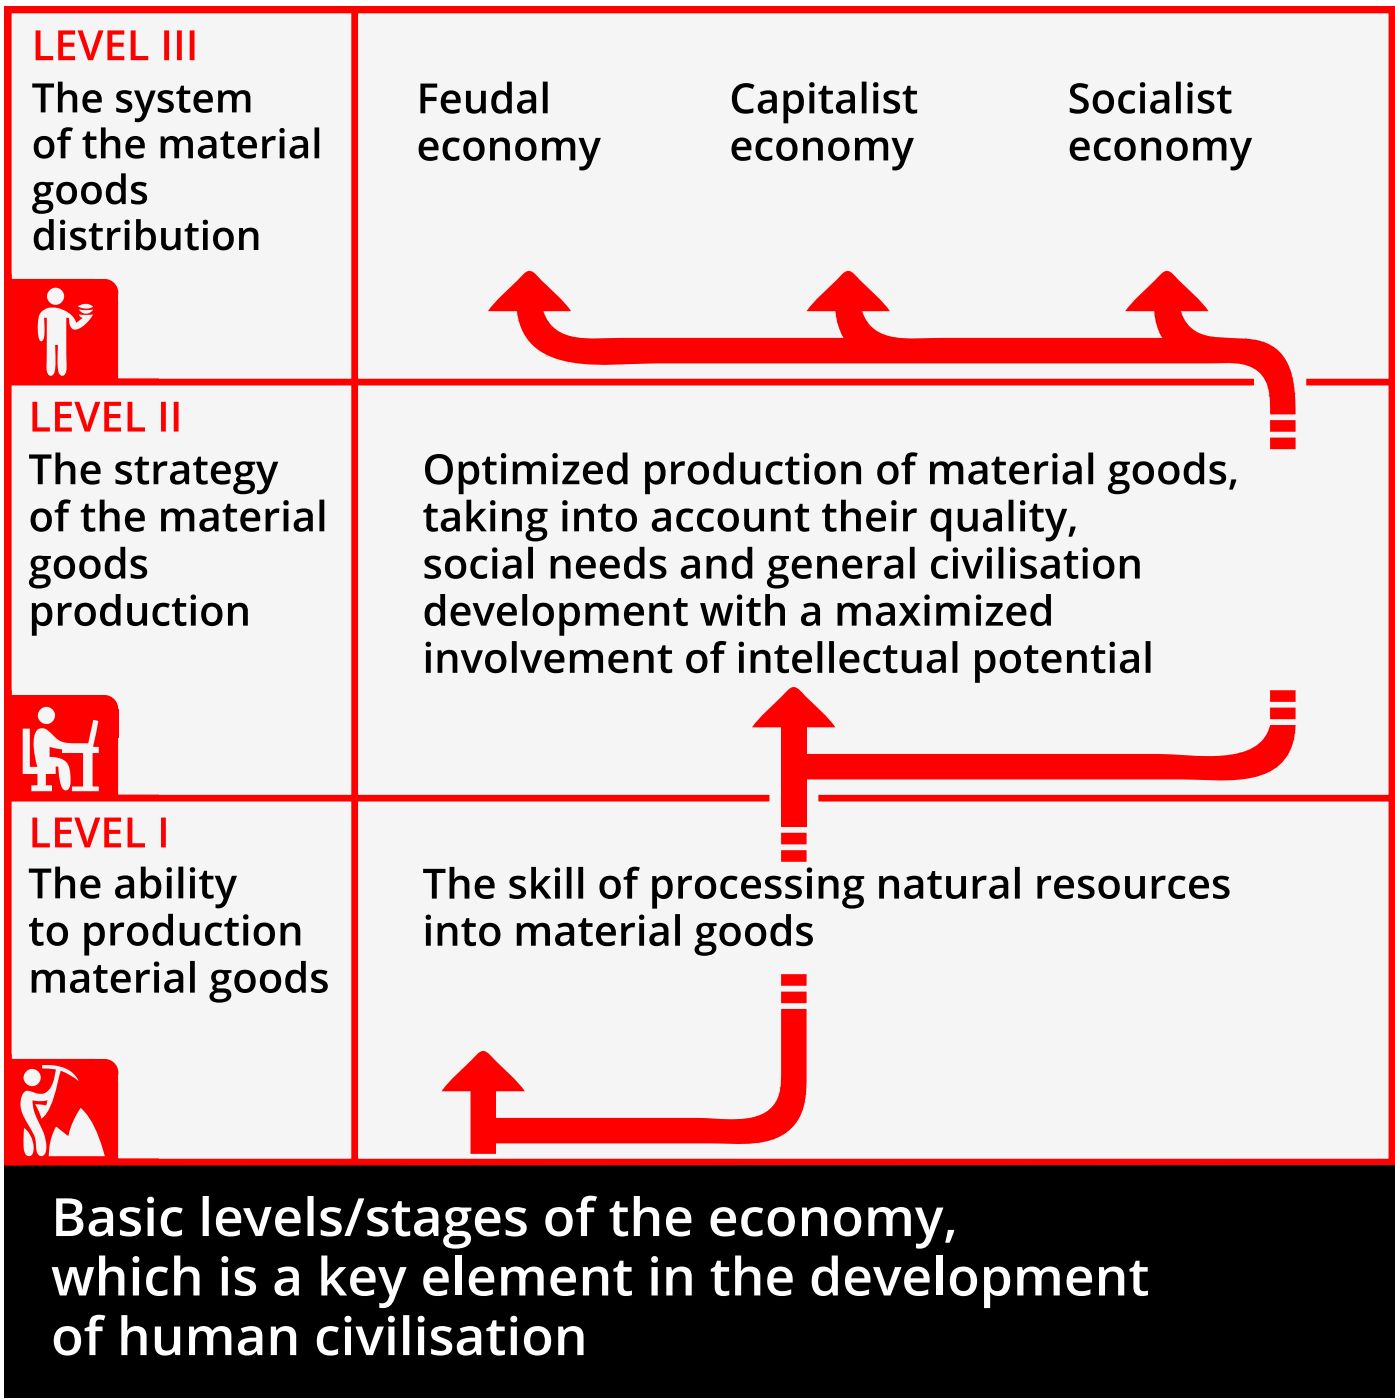 LEVEL III
The system
of the material
goods
distribution
Feudal
economy
Capitalist
economy
Socialist
economy
LEVEL II
The strategy
of the material
goods
production
Optimized production of material goods,
taking into account their quality,
social needs and general civilisation
development with a maximized
involvement of intellectual potential
LEVEL I
The ability
to production
material goods
The skill of processing natural resources
into material goods
Basic levels/stages of the economy,
which is a key element in the development
of human civilisation